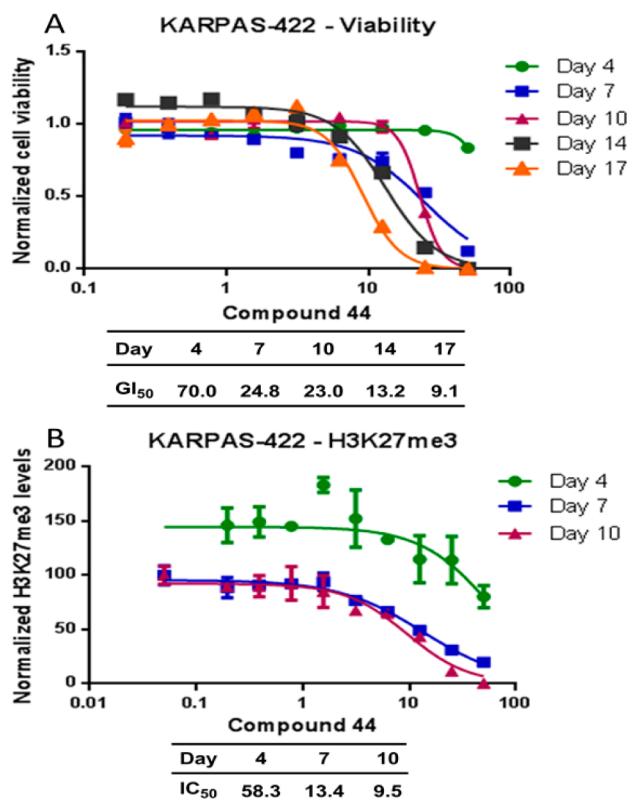 A
KARPAS-422 - Viability
Normalized cell viability
1.5
1.0
0.5
0.0
0.1
1
10
100
Compound 44
Day 4
Day 7
Day 10
Day 14
Day 17
Day 4 7 10 14 17
GI50 70.0 24.8 23.0 13.2 9.1
B
KARPAS-422 - H3K27me3
Normalized H3K27me3 levels
200
150
100
50
0
0.01
0.1
1
10
100
Compound 44
Day 4
Day 7
Day 10
Day 4 7 10
IC50 58.3 13.4 9.5